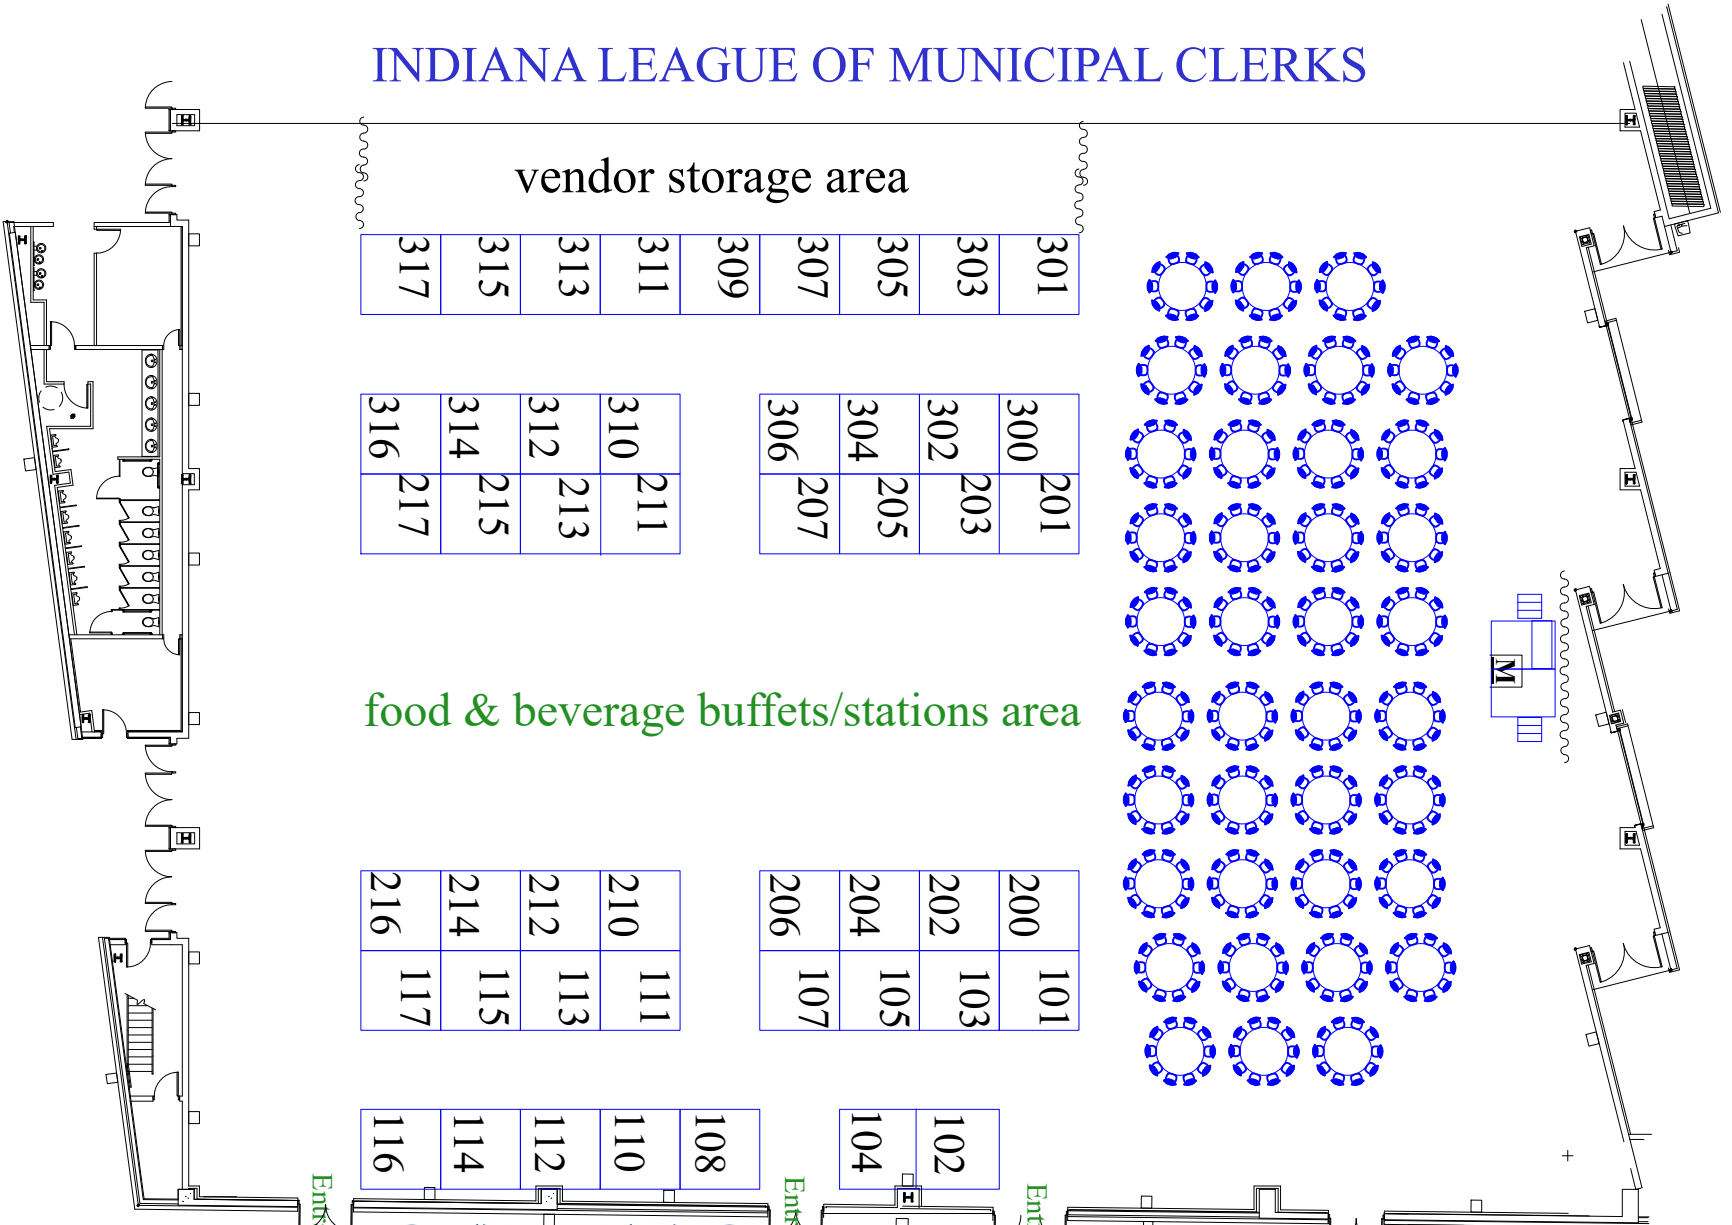 INDIANA LEAGUE OF MUNICIPAL CLERKS
vendor storage area
317 315 313 311 309 307 305 303 301
316 314 312 310 306 304 302 300
217 215 213 211 207 205 203 201
M
food & beverage buffets/stations area
216 214 212 210 206 204 202 200
117 115 113 111 107 105 103 101
116 114 112 110 108 104 102